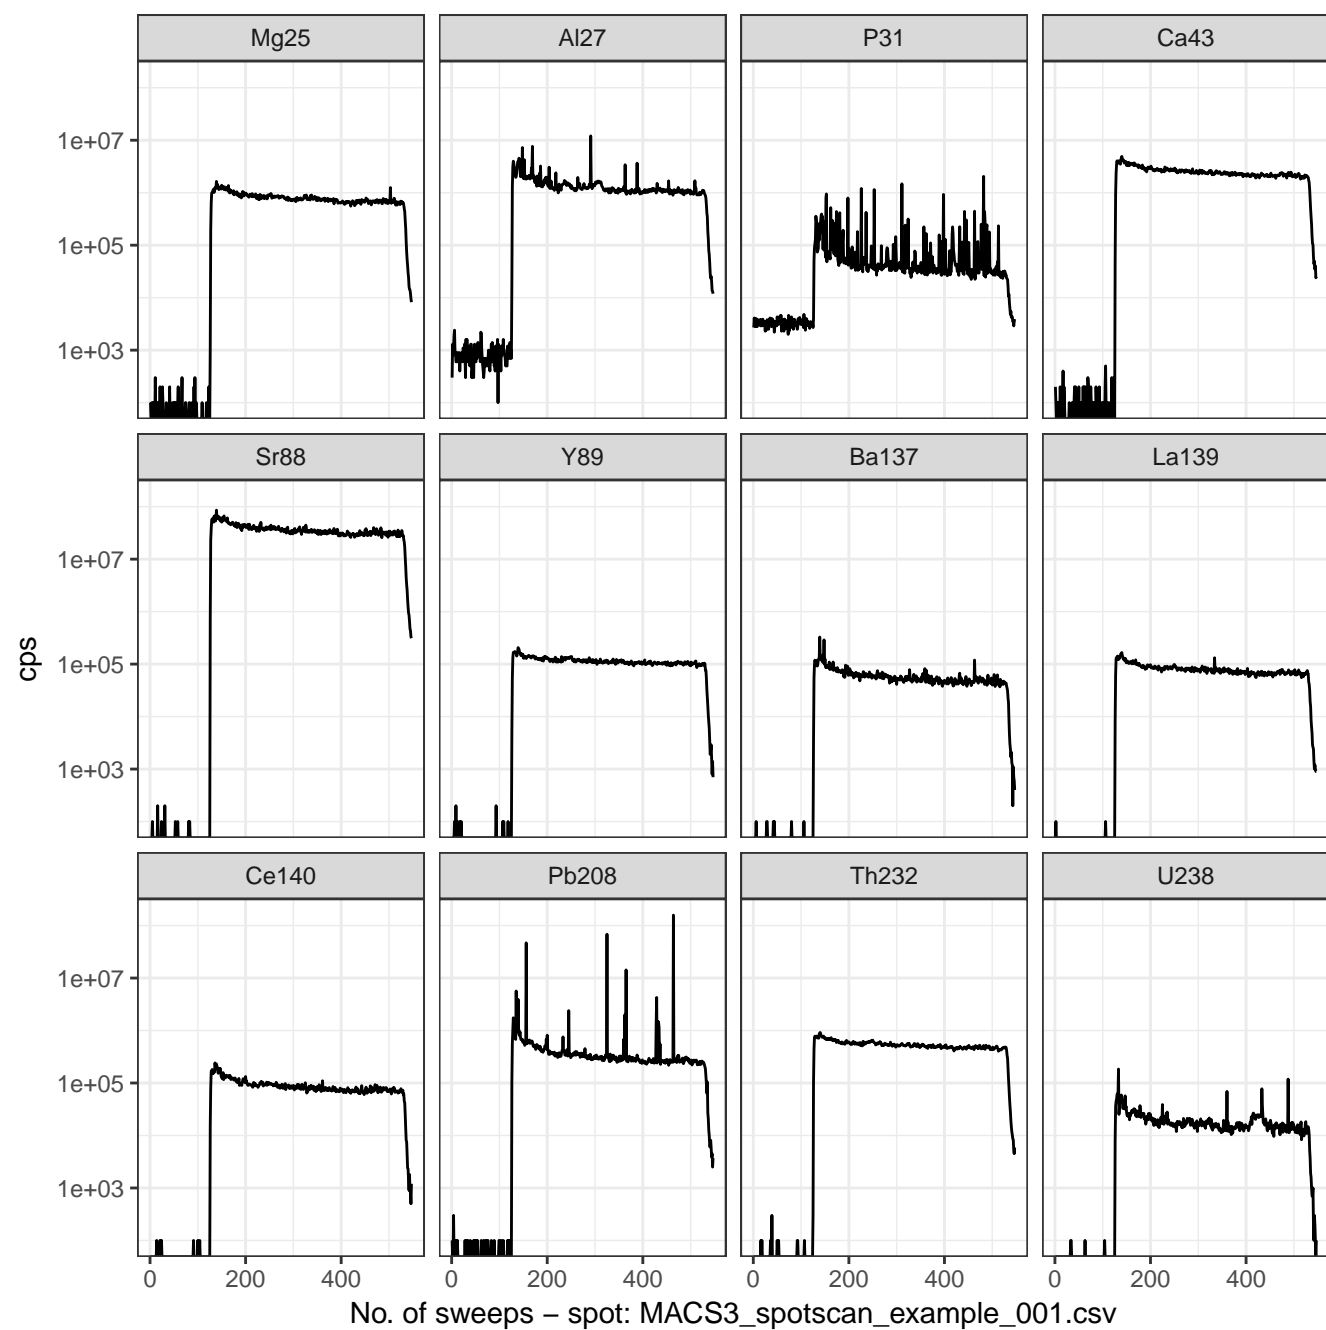 Mg25 Al27 P31 Ca43
1e+07
1e+05
1e+03
Sr88 Y89 Ba137 La139
1e+07
1e+05
1e+03
cps
Ce140 Pb208 Th232 U238
1e+07
1e+05
1e+03
0 200 400 0 200 400 0 200 400 0 200 400
No. of sweeps − spot: MACS3_spotscan_example_001.csv